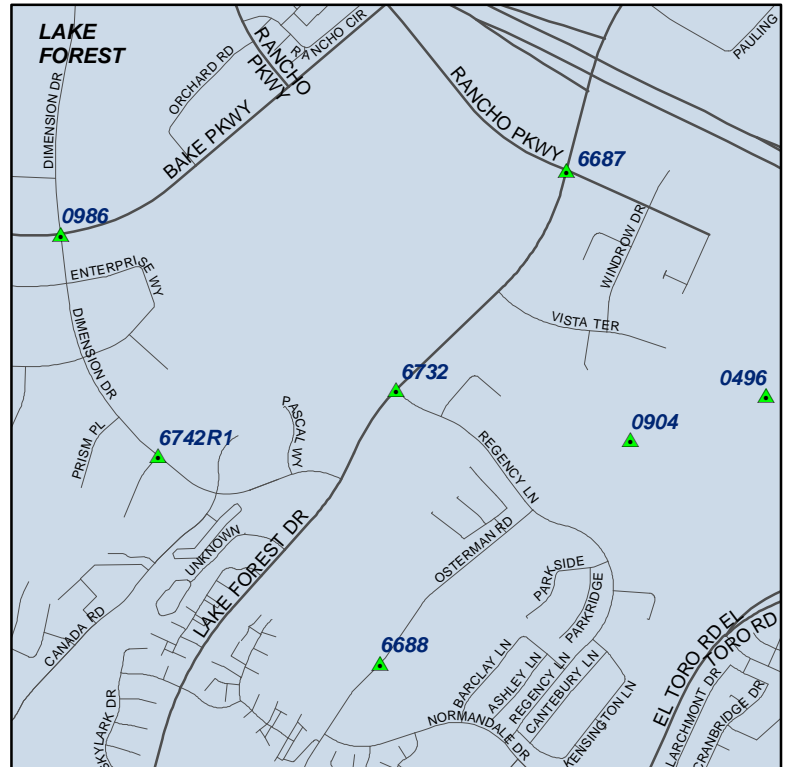 LAKE
FOREST
DIMENSION DR
ORCHARD RD
RANCHO
PKWY
RANCHO CIR
BAKE PKWY
RANCHO PKWY
PAULING
6687
0986
ENTERPRISE WY
WINDROW DR
DIMENSION DR
VISTA TER
6732
0496
PASCAL WY
PRISM PL
6742R1
REGENCY LN
0904
UNKNOWN
LAKE FOREST DR
OSTERMAN RD
PARKSIDE
PARKRIDGE
CANADA RD
6688
BARCLAY LN
ASHLEY LN
REGENCY LN
CANTEBURY LN
KENSINGTON LN
NORMANDALE DR
SKYLARK DR
EL TORO RD
EL
TORO RD
LARCHMONT DR
CRANBRIDGE DR